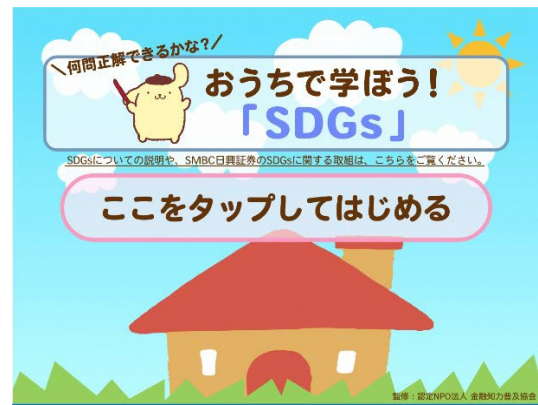 ＼何問正解できるかな?／
おうちで学ぼう!
「SDGs」
SDGsについての説明や、SMBC日興証券のSDGsに関する取組は、こちらをご覧ください。
ここをタップしてはじめる
監修：認定NPO法人 金融知力普及協会